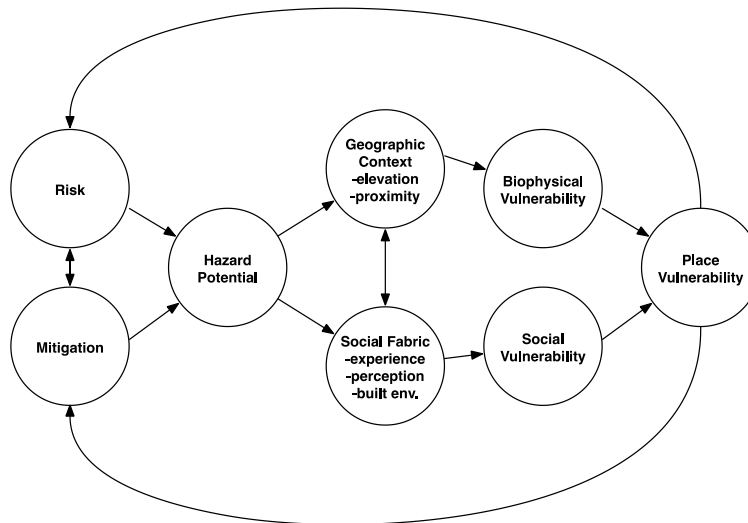 Risk
Mitigation
Hazard
Potential
Geographic
Context
-elevation
-proximity
Social Fabric
-experience
-perception
-built env.
Biophysical
Vulnerability
Social
Vulnerability
Place
Vulnerability